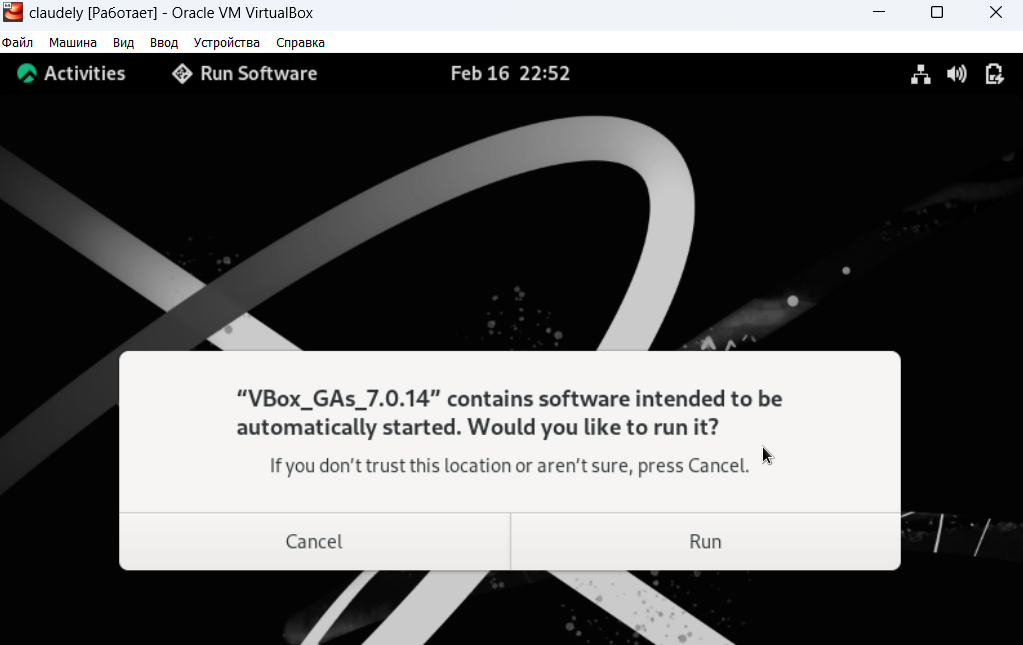 claudely [Работает] - Oracle VM VirtualBox
Файл Машина Вид Ввод Устройства Справка
Activities Run Software Feb 16 22:52
“VBox_GAs_7.0.14” contains software intended to be
automatically started. Would you like to run it?
If you don’t trust this location or aren’t sure, press Cancel.
Cancel Run